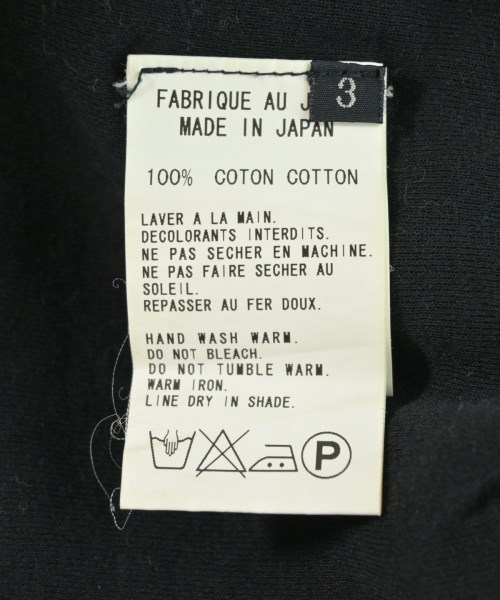 FABRIQUE AU J
3
MADE IN JAPAN
100% COTON COTTON
LAVER A LA MAIN.
DECOLORANTS INTERDITS.
NE PAS SECHER EN MACHINE.
NE PAS FAIRE SECHER AU
SOLEIL.
REPASSER AU FER DOUX.
HAND WASH WARM.
DO NOT BLEACH.
DO NOT TUMBLE WARM.
WARM IRON.
LINE DRY IN SHADE.
P